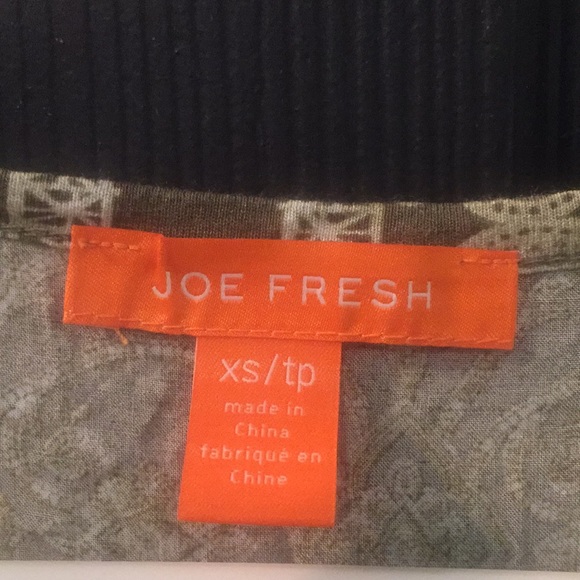 JOE FRESH
xs/tp
made in
China
fabriqué en
Chine